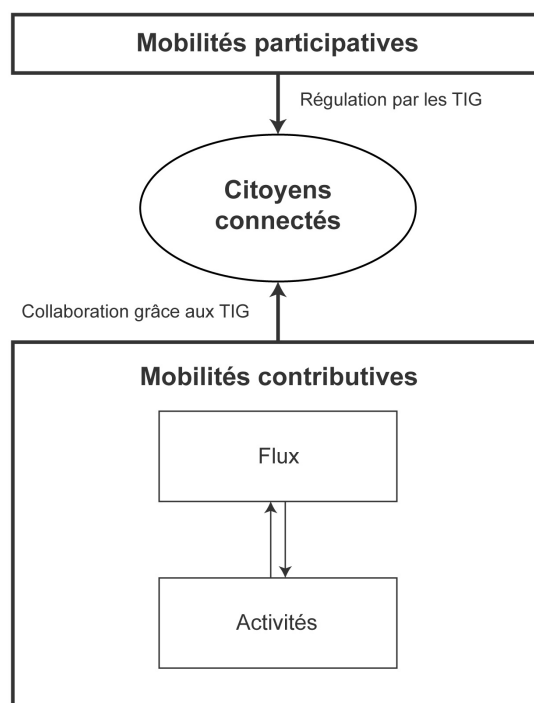 Mobilités participatives
Régulation par les TIG
Citoyens
connectés
Collaboration grâce aux TIG
Mobilités contributives
Flux
Activités